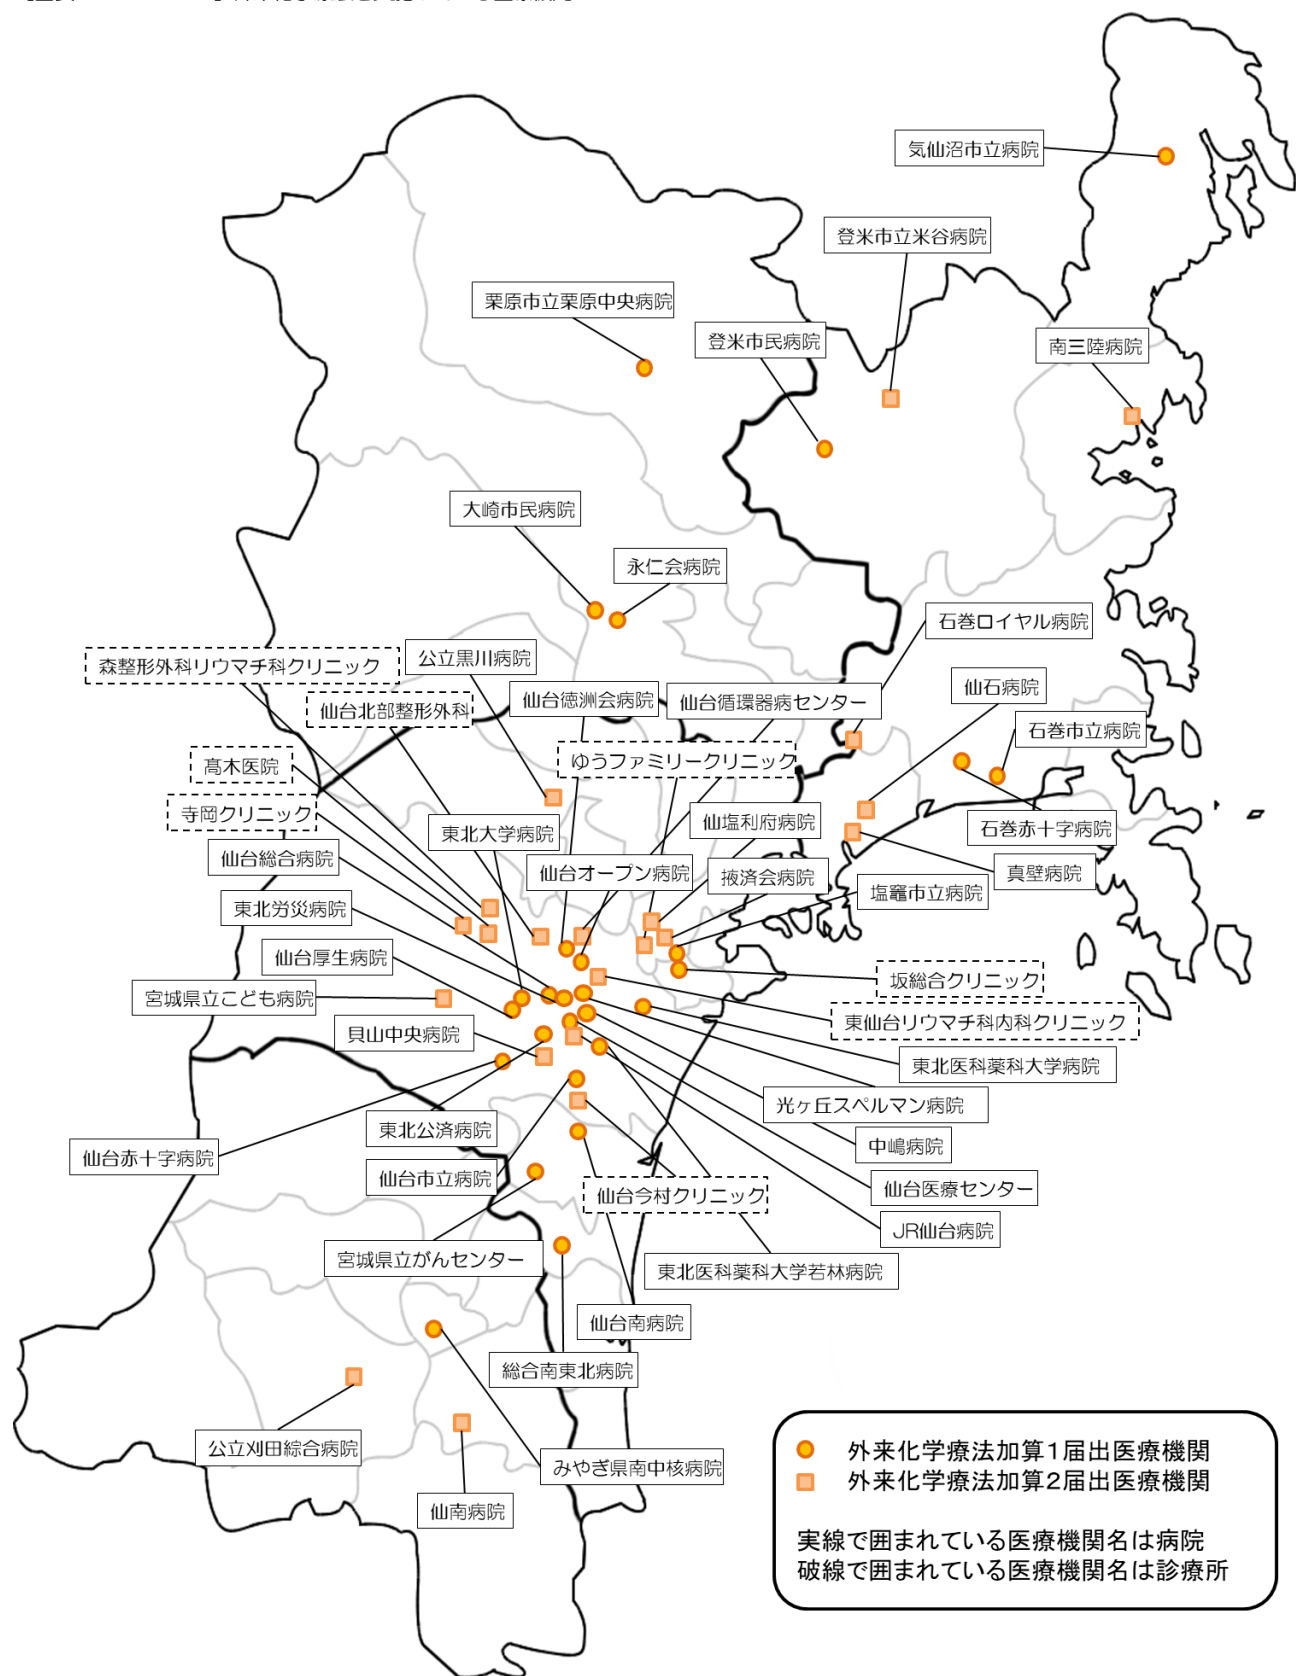 気仙沼市立病院
登米市立米谷病院
栗原市立栗原中央病院
登米市民病院
南三陸病院
大崎市民病院
永仁会病院
石巻ロイヤル病院
公立黒川病院
森整形外科リウマチ科クリニック
仙石病院
仙台徳洲会病院
仙台循環器病センター
仙台北部整形外科
石巻市立病院
ゆうファミリークリニック
髙木医院
寺岡クリニック
仙塩利府病院
石巻赤十字病院
東北大学病院
仙台総合病院
仙台オープン病院
掖済会病院
真壁病院
塩竈市立病院
東北労災病院
仙台厚生病院
坂総合クリニック
宮城県立こども病院
東仙台リウマチ科内科クリニック
貝山中央病院
東北医科薬科大学病院
光ヶ丘スペルマン病院
東北公済病院
中嶋病院
仙台赤十字病院
仙台市立病院
仙台医療センター
仙台今村クリニック
JR仙台病院
宮城県立がんセンター
東北医科薬科大学若林病院
仙台南病院
総合南東北病院
公立刈田綜合病院
みやぎ県南中核病院
仙南病院
外来化学療法加算1届出医療機関
外来化学療法加算2届出医療機関
実線で囲まれている医療機関名は病院
破線で囲まれている医療機関名は診療所